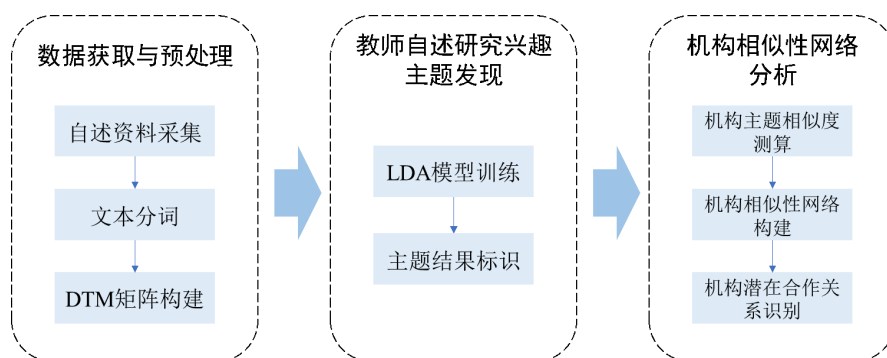 数据获取与预处理
自述资料采集
文本分词
DTM矩阵构建
教师自述研究兴趣
主题发现
LDA模型训练
主题结果标识
机构相似性网络
分析
机构主题相似度
测算
机构相似性网络
构建
机构潜在合作关
系识别